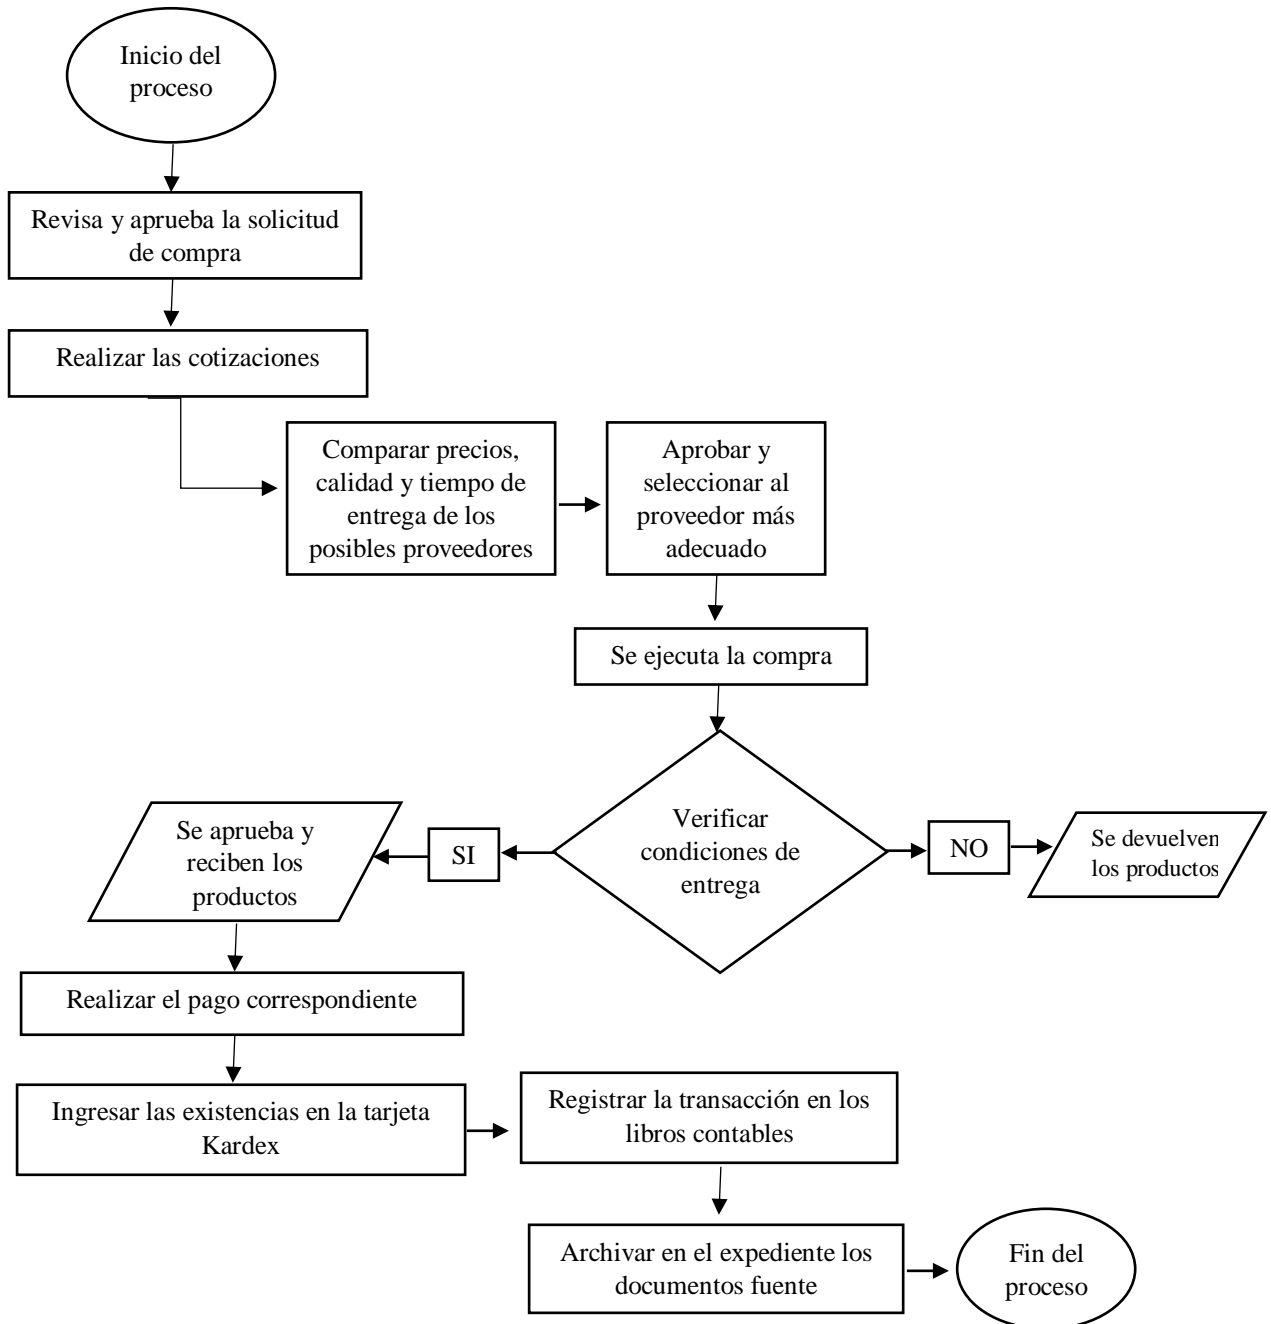 Inicio del
proceso
Revisa y aprueba la solicitud
de compra
Realizar las cotizaciones
Comparar precios,
calidad y tiempo de
entrega de los
posibles proveedores
Aprobar y
seleccionar al
proveedor más
adecuado
Se ejecuta la compra
Verificar
condiciones de
entrega
SI
Se aprueba y
reciben los
productos
NO
Se devuelven
los productos
Realizar el pago correspondiente
Ingresar las existencias en la tarjeta
Kardex
Registrar la transacción en los
libros contables
Archivar en el expediente los
documentos fuente
Fin del
proceso